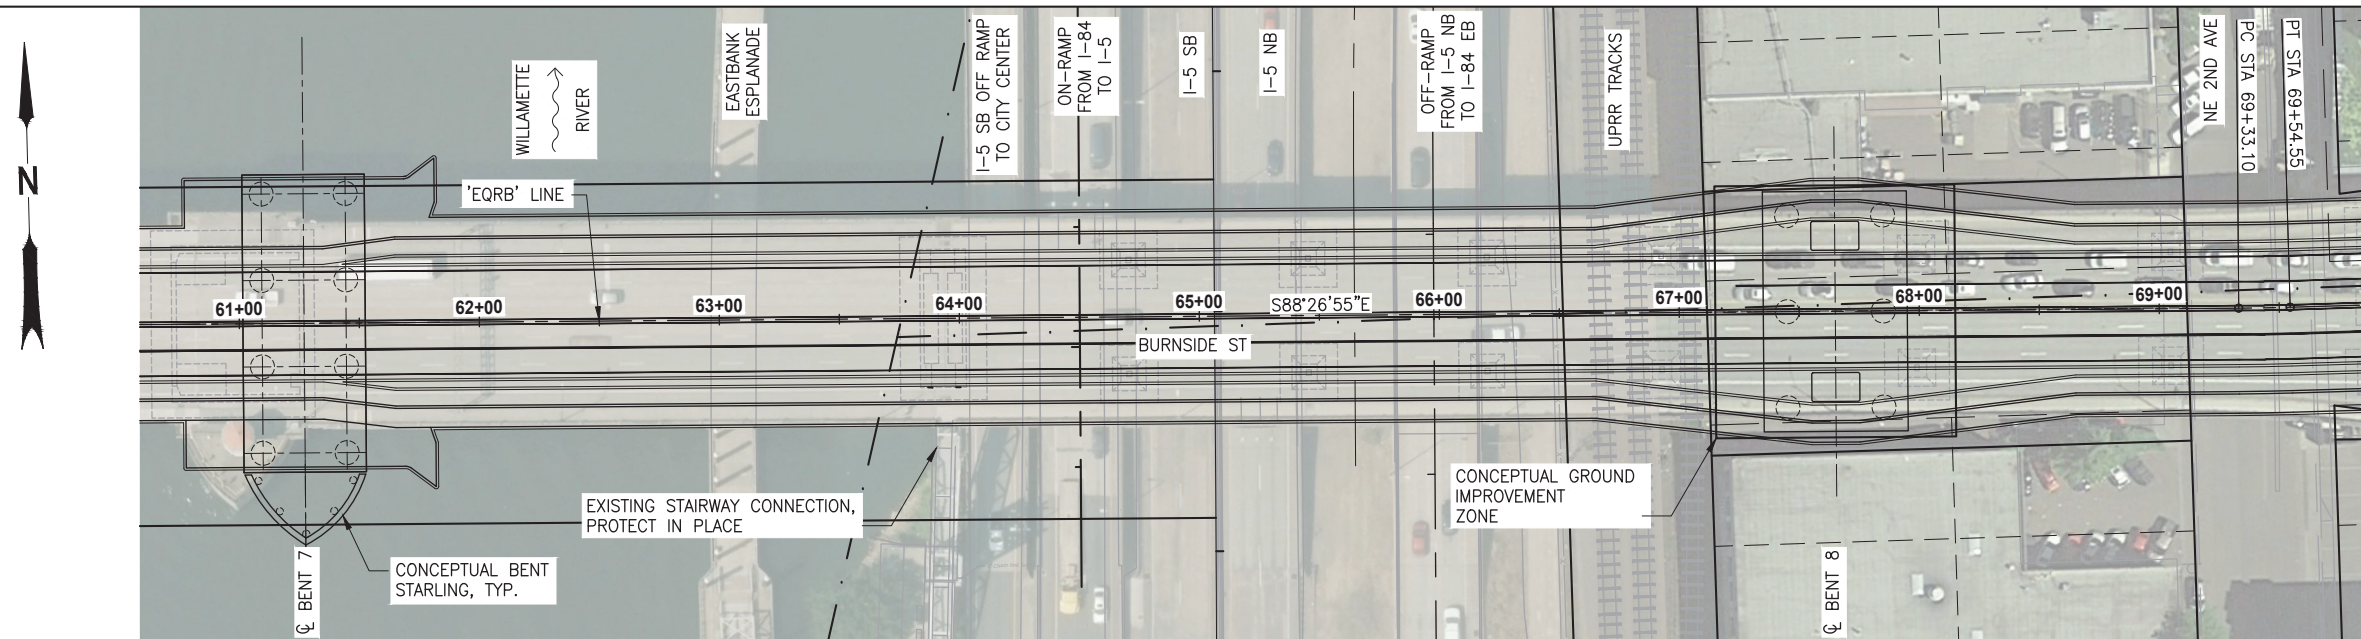 N
WILLAMETTE
RIVER
EASTBANK
ESPLANADE
I-5 SB OFF RAMP
TO CITY CENTER
ON-RAMP
FROM I-84
TO I-5
I-5 SB
I-5 NB
OFF-RAMP
FROM I-5 NB
TO I-84 EB
UPRR TRACKS
NE 2ND AVE
PC STA 69+33.10
PT STA 69+54.55
'EQRB' LINE
61+00
62+00
63+00
64+00
65+00
S88°26'55"E
66+00
67+00
68+00
69+00
BURNSIDE ST
EXISTING STAIRWAY CONNECTION,
PROTECT IN PLACE
CONCEPTUAL GROUND
IMPROVEMENT
ZONE
CONCEPTUAL BENT
STARLING, TYP.
℄ BENT 7
℄ BENT 8